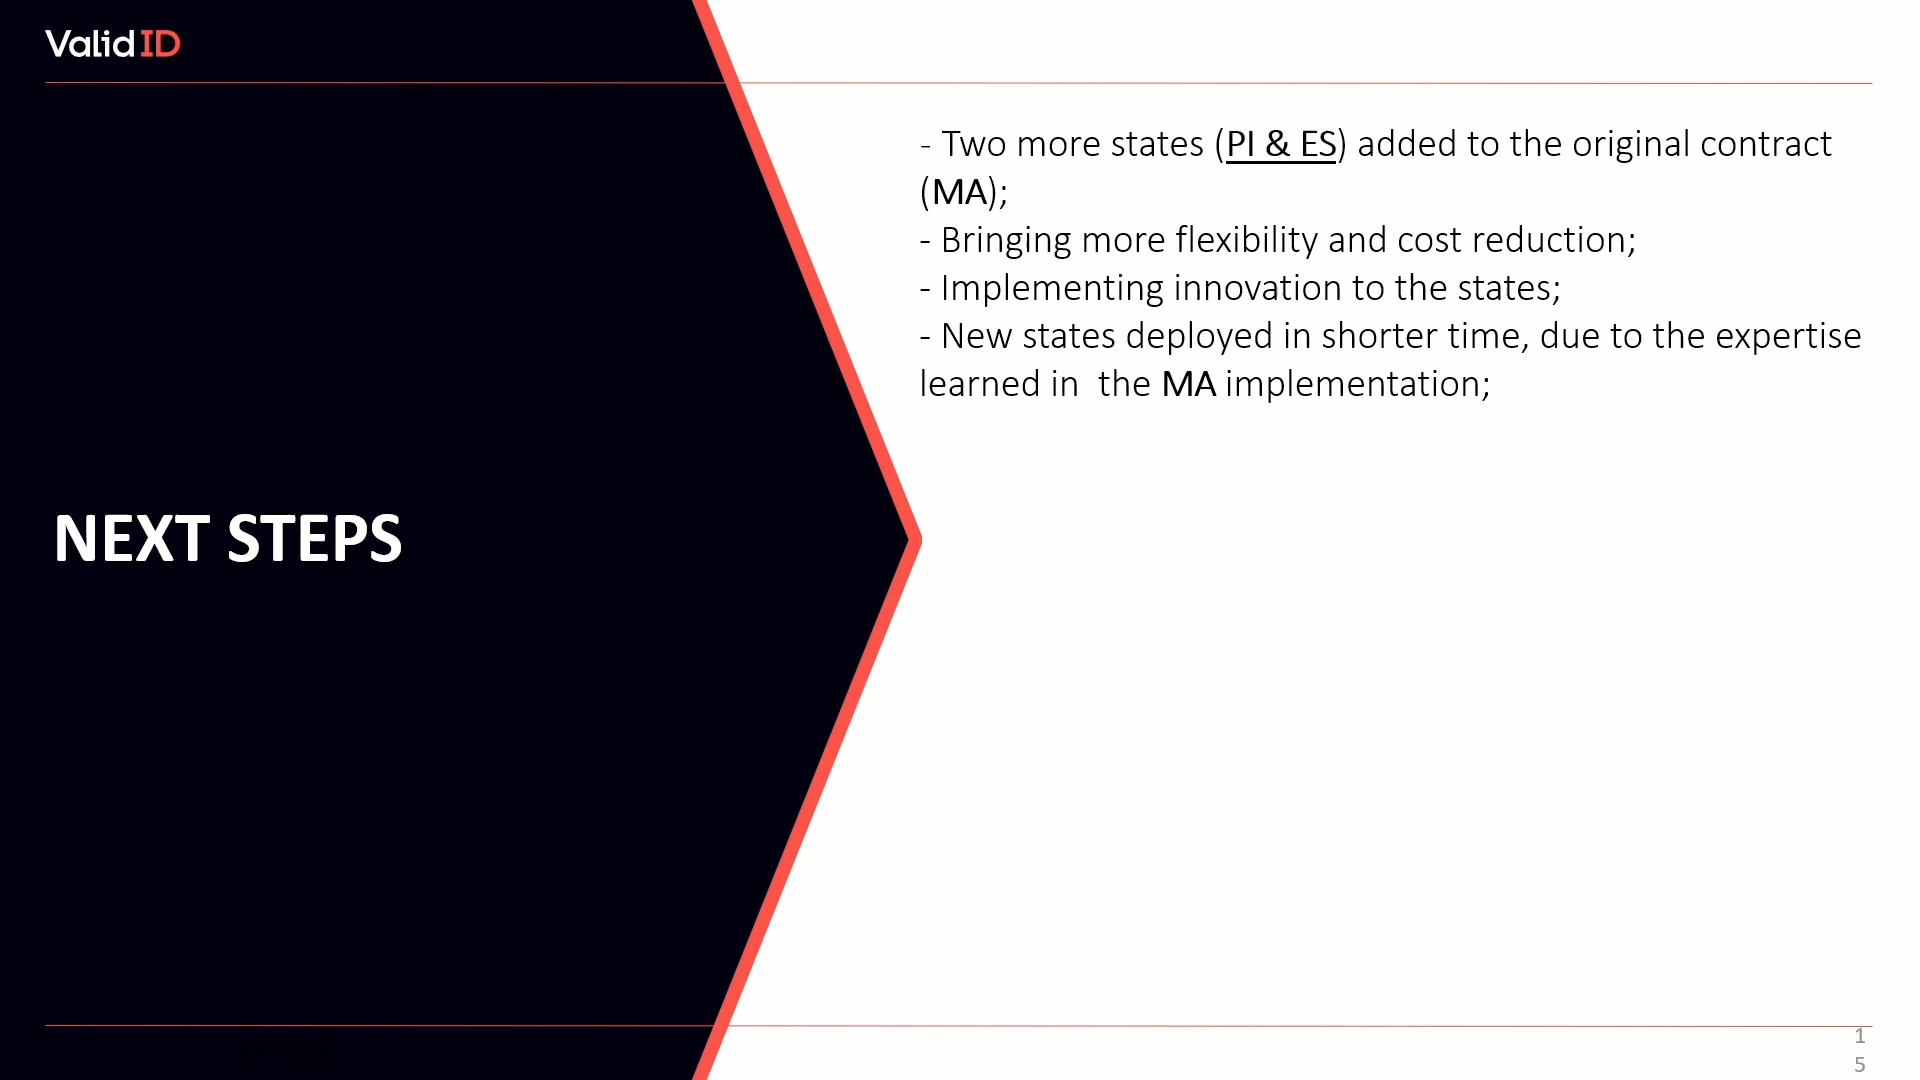 Valid ID
- Two more states (PI & ES) added to the original contract
(MA);
- Bringing more flexibility and cost reduction;
- Implementing innovation to the states;
- New states deployed in shorter time, due to the expertise
learned in  the MA implementation;
NEXT STEPS
1
5